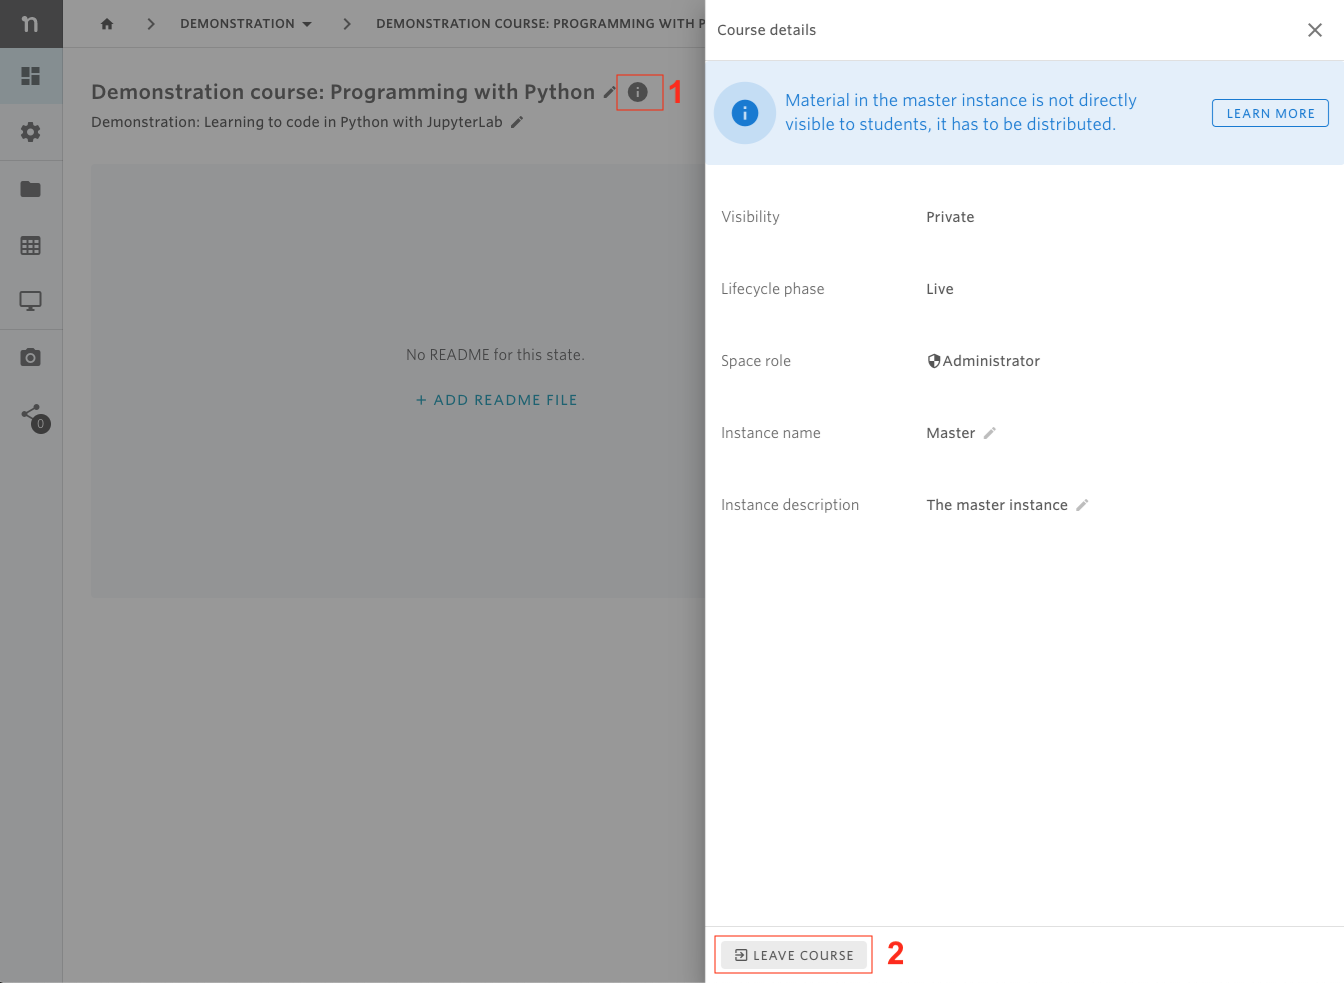 n
DEMONSTRATION
DEMONSTRATION COURSE: PROGRAMMING WITH P
Demonstration course: Programming with Python
1
Demonstration: Learning to code in Python with JupyterLab
No README for this state.
+ ADD README FILE
0
Course details
Material in the master instance is not directly
visible to students, it has to be distributed.
LEARN MORE
Visibility
Private
Lifecycle phase
Live
Space role
Administrator
Instance name
Master
Instance description
The master instance
LEAVE COURSE
2